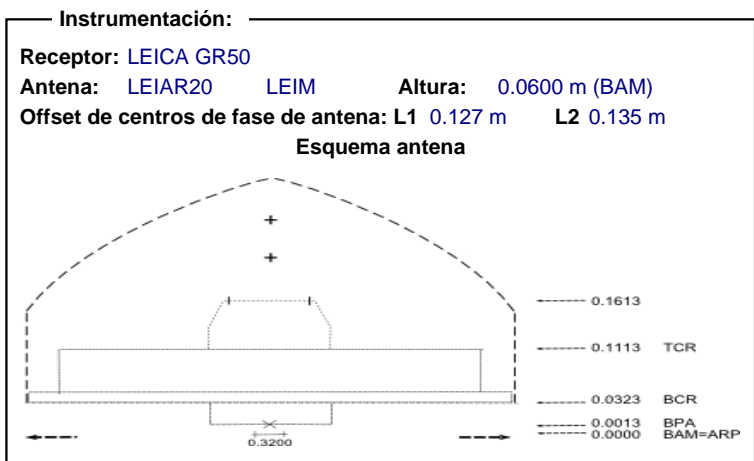 Instrumentación:
Receptor: LEICA GR50
Antena: LEIAR20 LEIM Altura: 0.0600 m (BAM)
Offset de centros de fase de antena: L1 0.127 m L2 0.135 m
Esquema antena
0.1613
0.1113 TCR
0.0323 BCR
0.0013 BPA
0.0000 BAM=ARP
0.3200